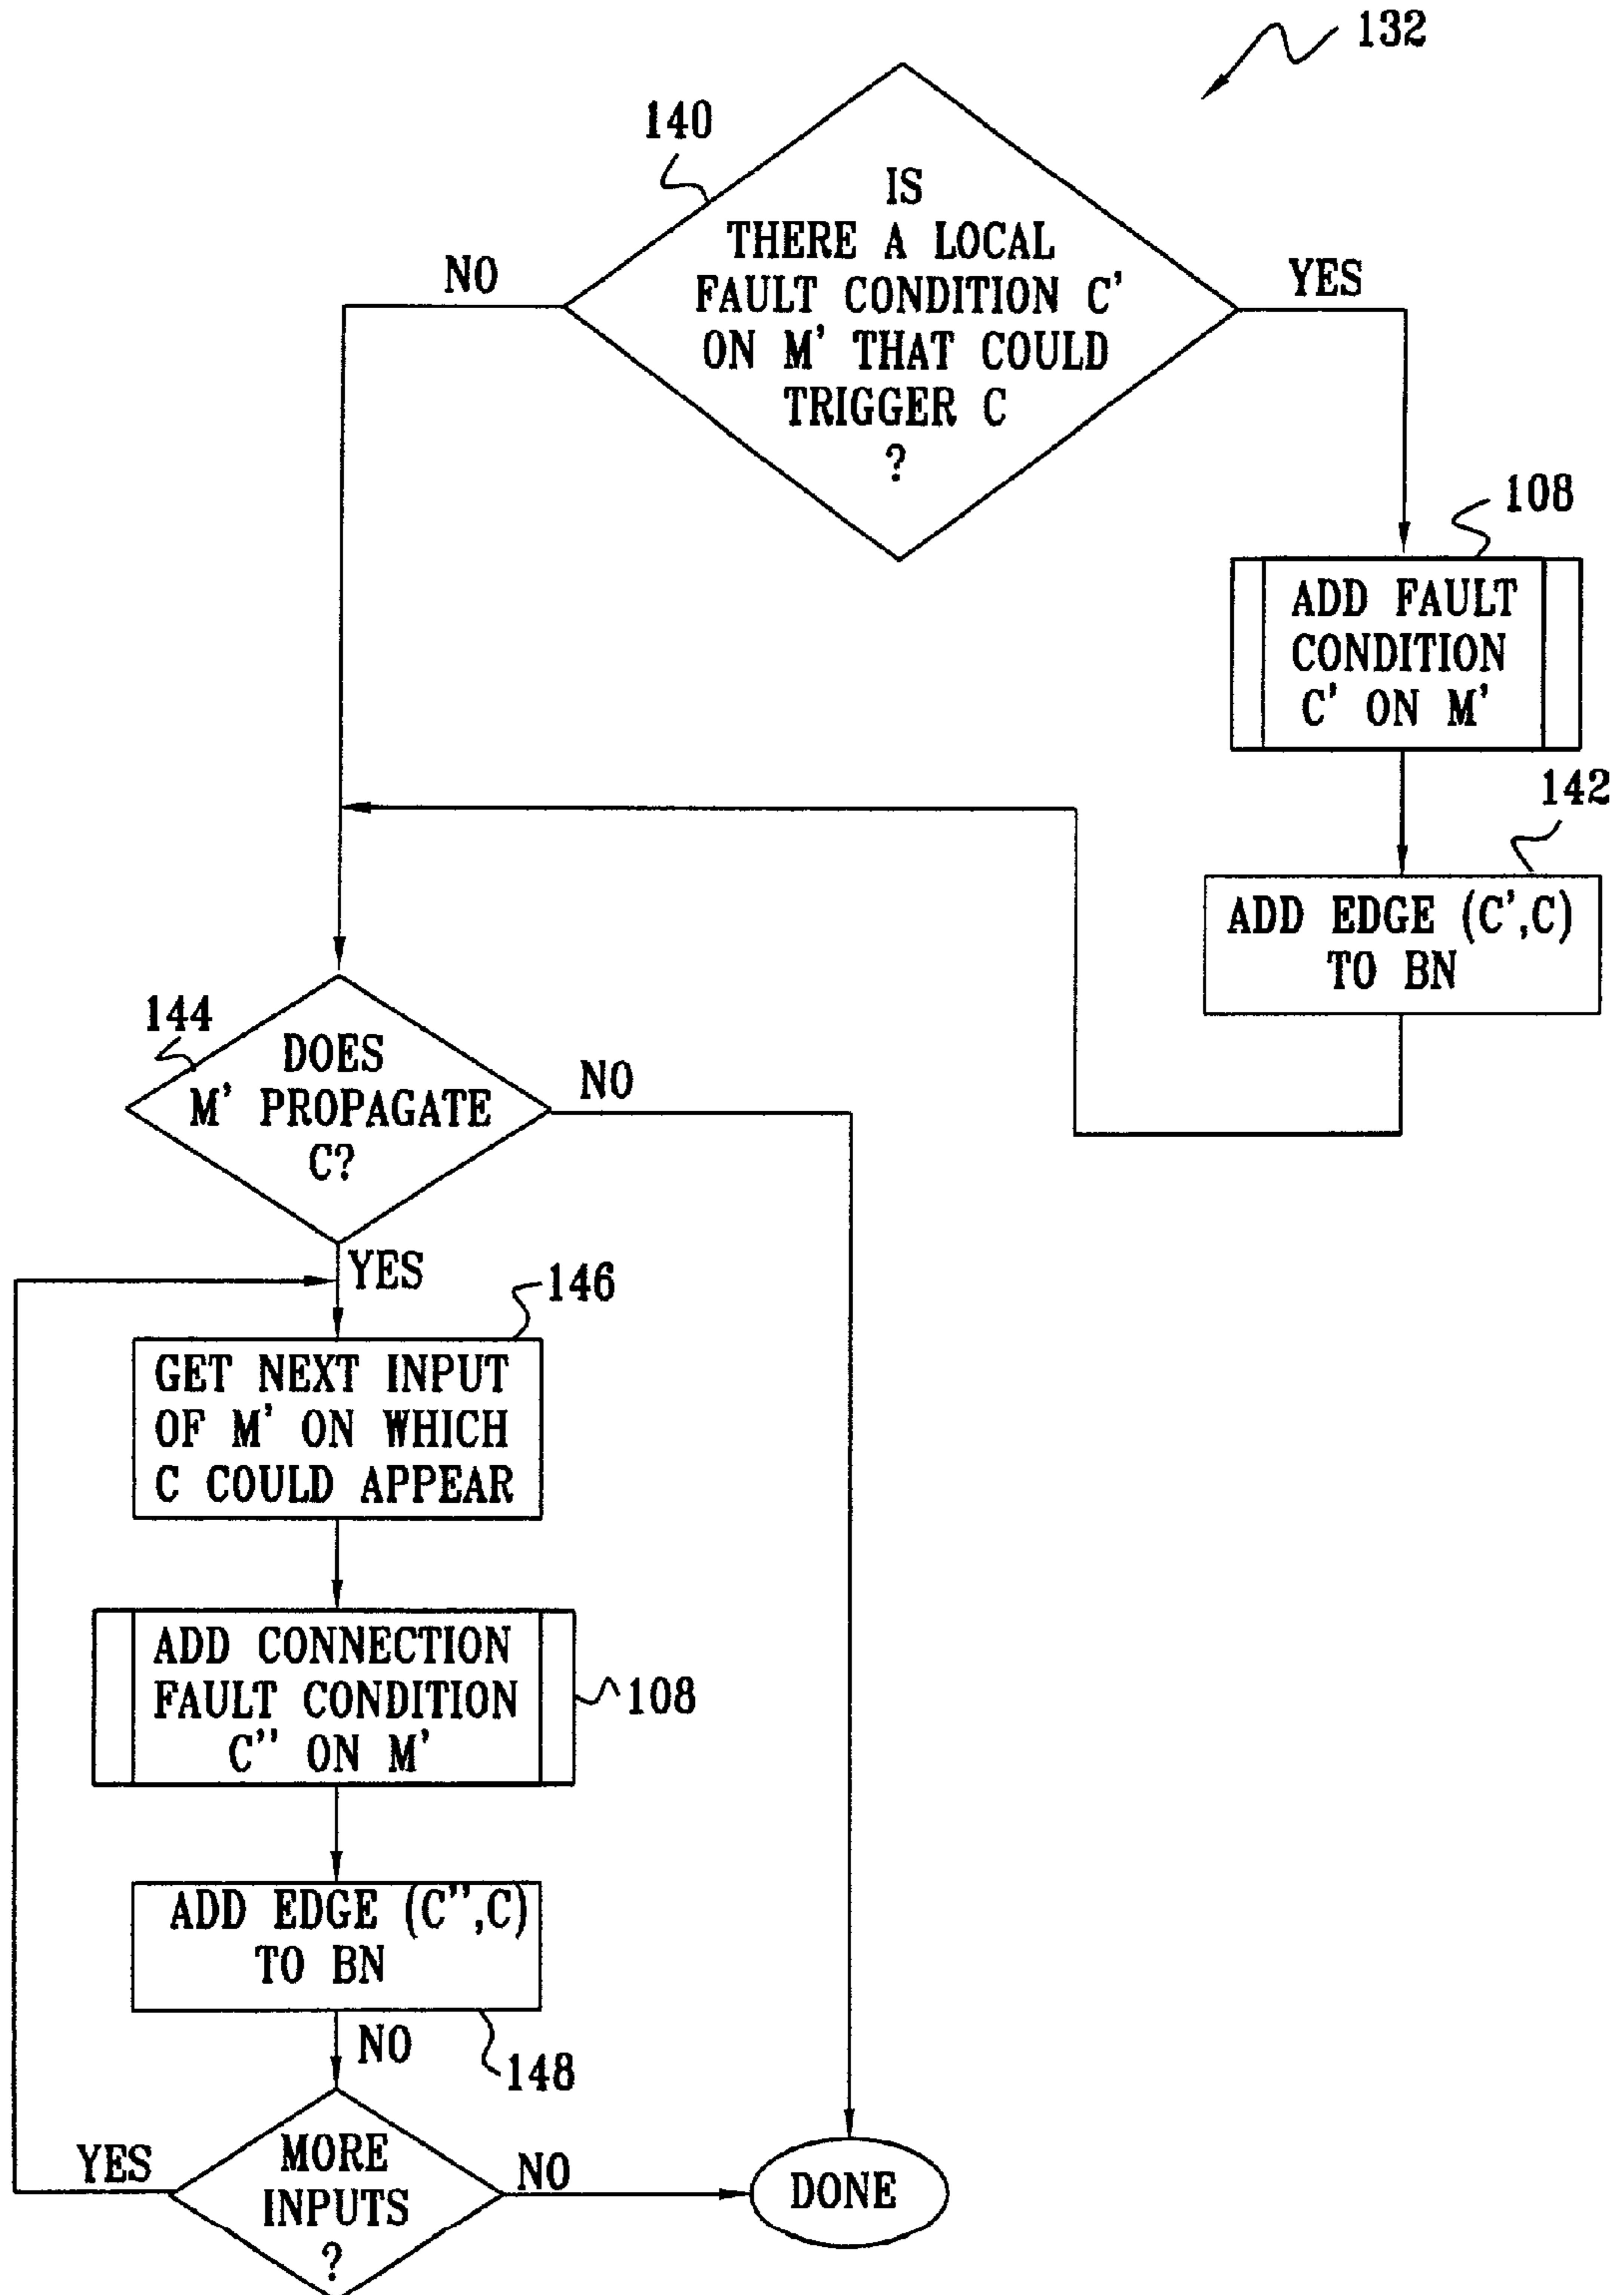 132
140
IS
THERE A LOCAL
FAULT CONDITION C'
ON M' THAT COULD
TRIGGER C
?
NO
YES
108
ADD FAULT
CONDITION
C' ON M'
142
ADD EDGE (C',C)
TO BN
144
DOES
M' PROPAGATE
C?
NO
YES
146
GET NEXT INPUT
OF M' ON WHICH
C COULD APPEAR
ADD CONNECTION
FAULT CONDITION
C'' ON M'
108
ADD EDGE (C'',C)
TO BN
NO
148
YES
MORE
INPUTS
?
NO
DONE